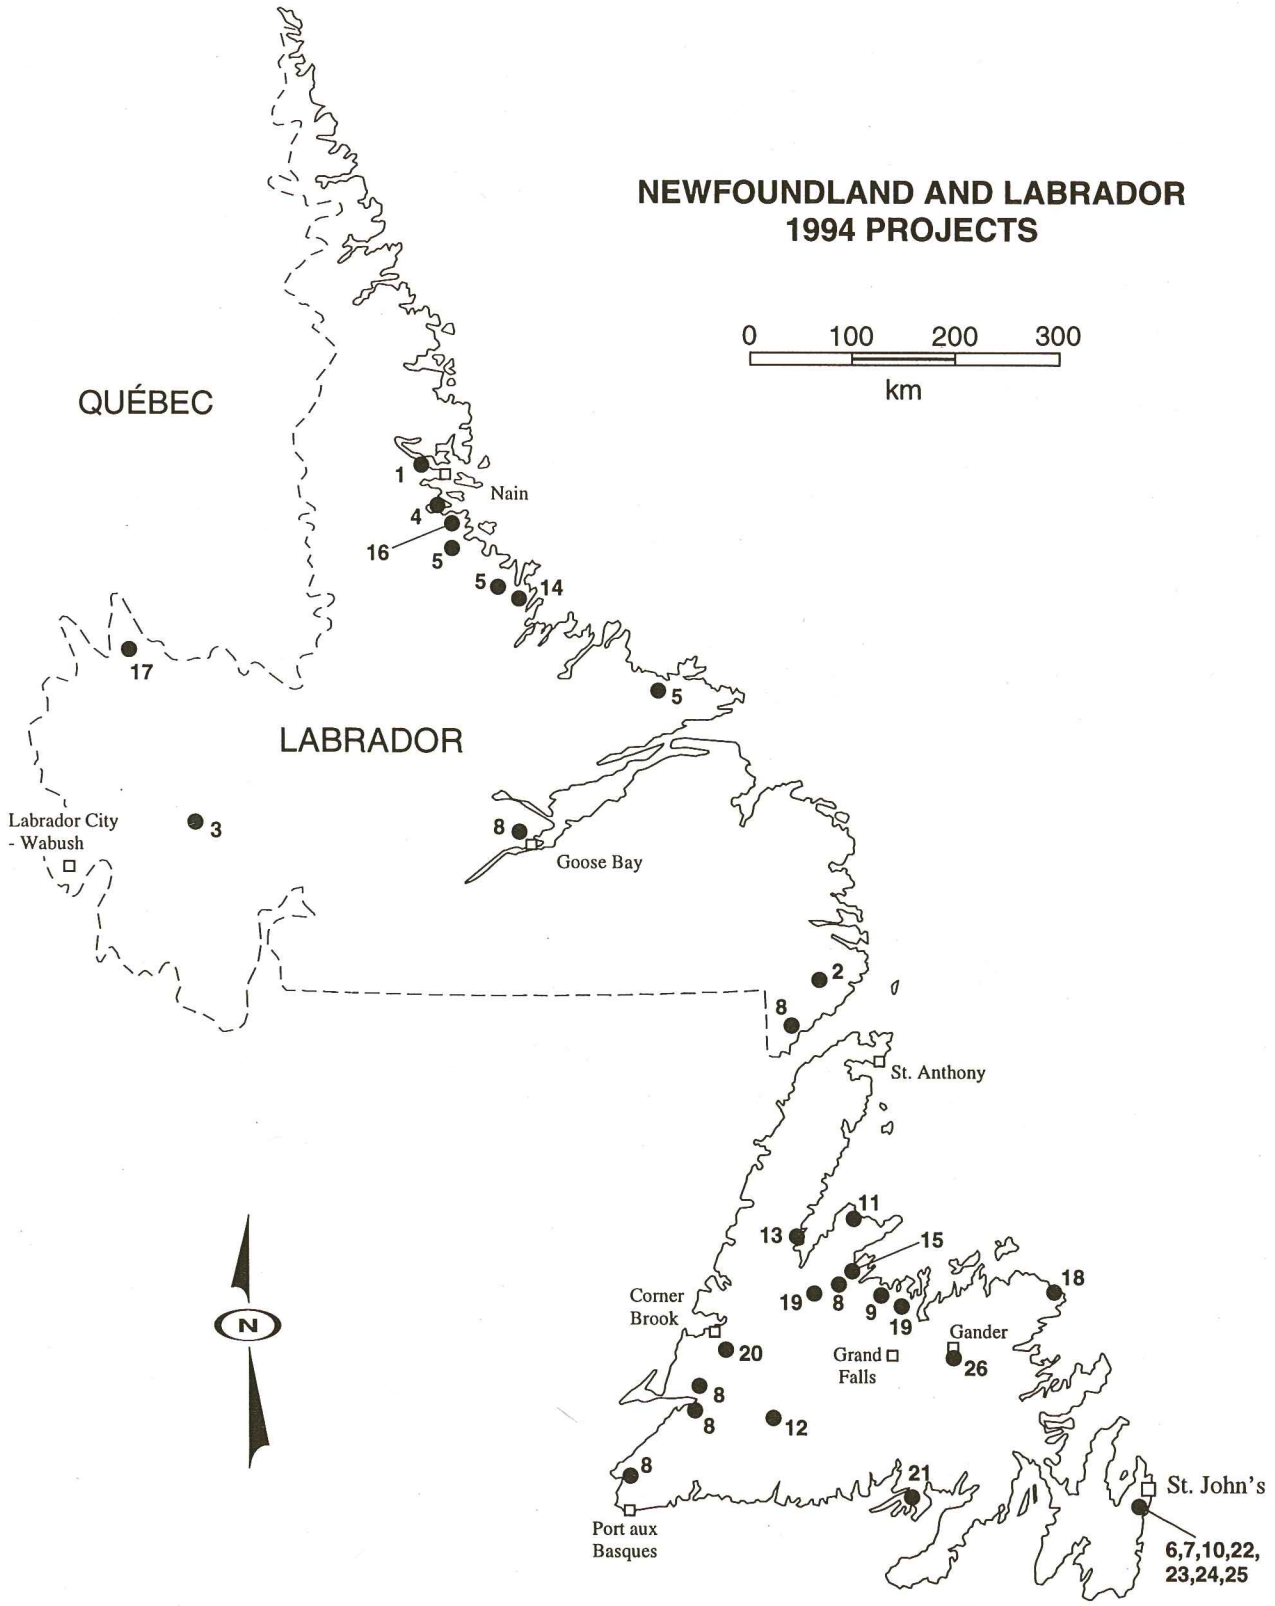 NEWFOUNDLAND AND LABRADOR
1994 PROJECTS
0 100 200 300
km
QUÉBEC
1
Nain
4
16
5
5
14
17
5
LABRADOR
Labrador City
- Wabush
3
8
Goose Bay
2
8
St. Anthony
11
13
15
18
19
8
9
19
Corner
Brook
Gander
20
Grand
Falls
26
8
8
12
8
21
St. John's
Port aux
Basques
6,7,10,22,
23,24,25
N